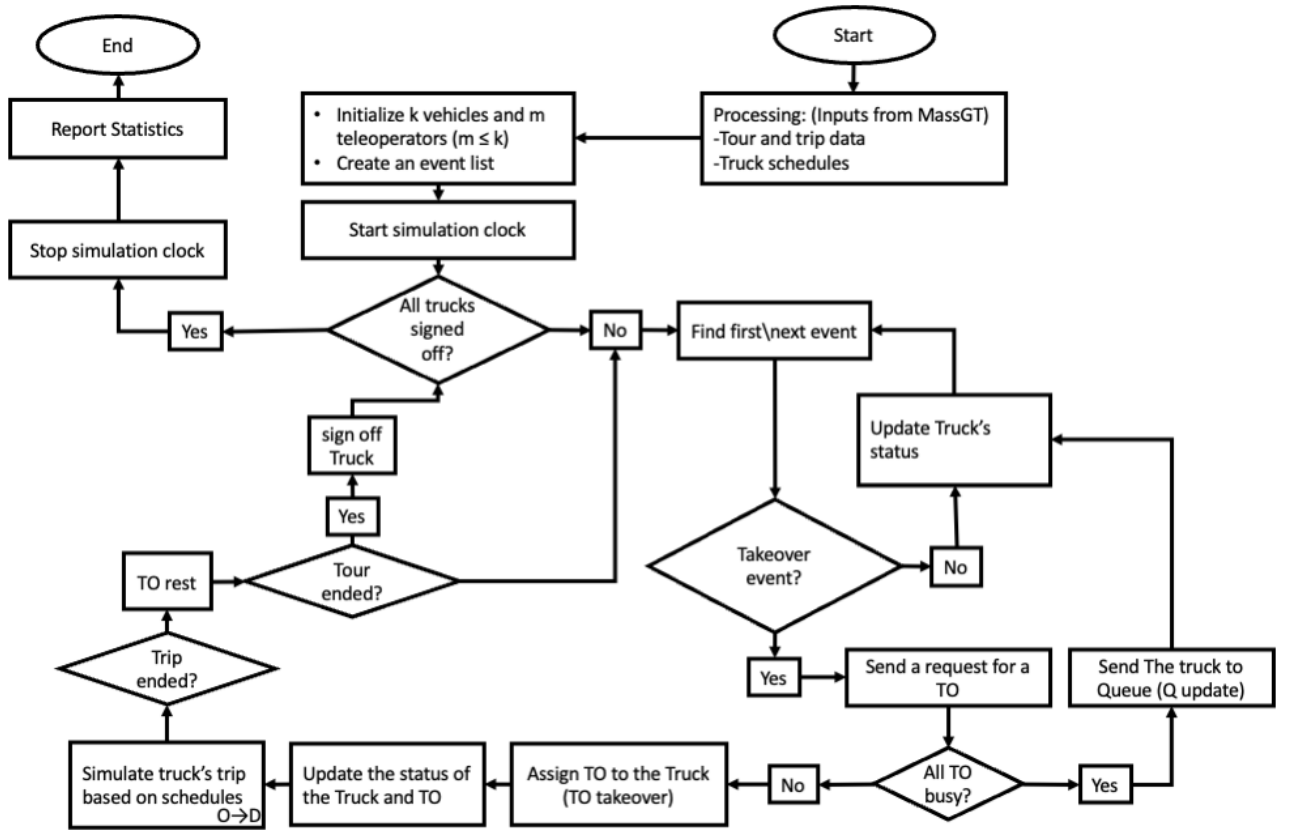 End
Start
Report Statistics
• Initialize k vehicles and m
teleoperators (m ≤ k)
• Create an event list
Processing: (Inputs from MassGT)
-Tour and trip data
-Truck schedules
Stop simulation clock
Start simulation clock
All trucks
signed
off?
Yes
No
Find first\next event
sign off
Truck
Update Truck's
status
Yes
Takeover
event?
No
TO rest
Tour
ended?
Trip
ended?
Yes
Send a request for a
TO
Send The truck to
Queue (Q update)
Simulate truck's trip
based on schedules
O→D
Update the status of
the Truck and TO
Assign TO to the Truck
(TO takeover)
No
All TO
busy?
Yes